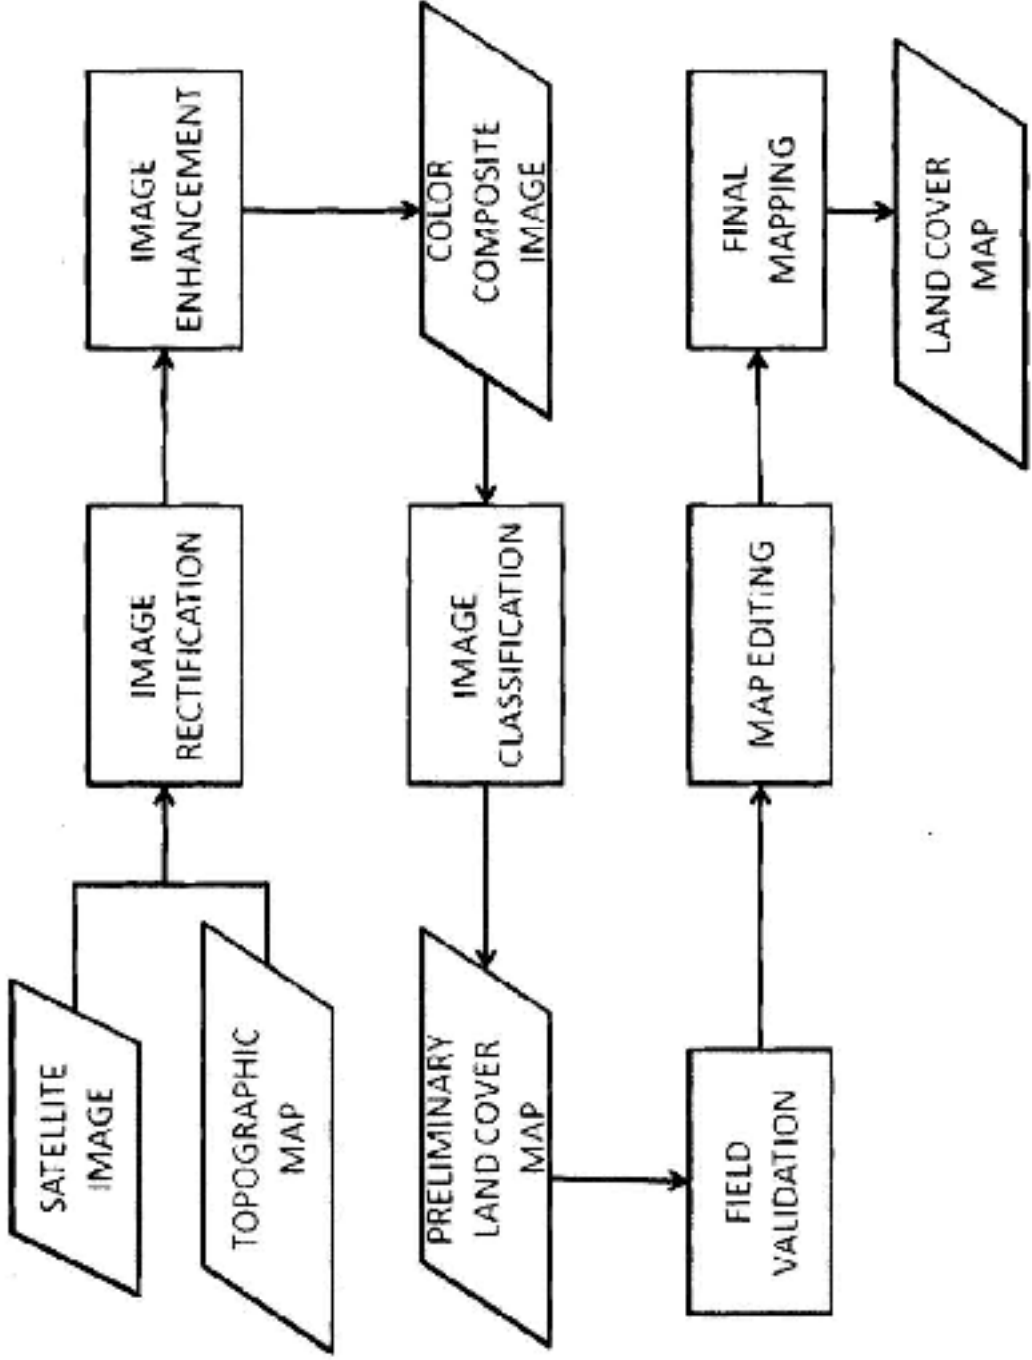 SATELLITE
IMAGE
TOPOGRAPHIC
MAP
IMAGE
RECTIFICATION
IMAGE
ENHANCEMENT
COLOR
COMPOSITE
IMAGE
IMAGE
CLASSIFICATION
PRELIMINARY
LAND COVER
MAP
FIELD
VALIDATION
MAP EDITING
FINAL
MAPPING
LAND COVER
MAP